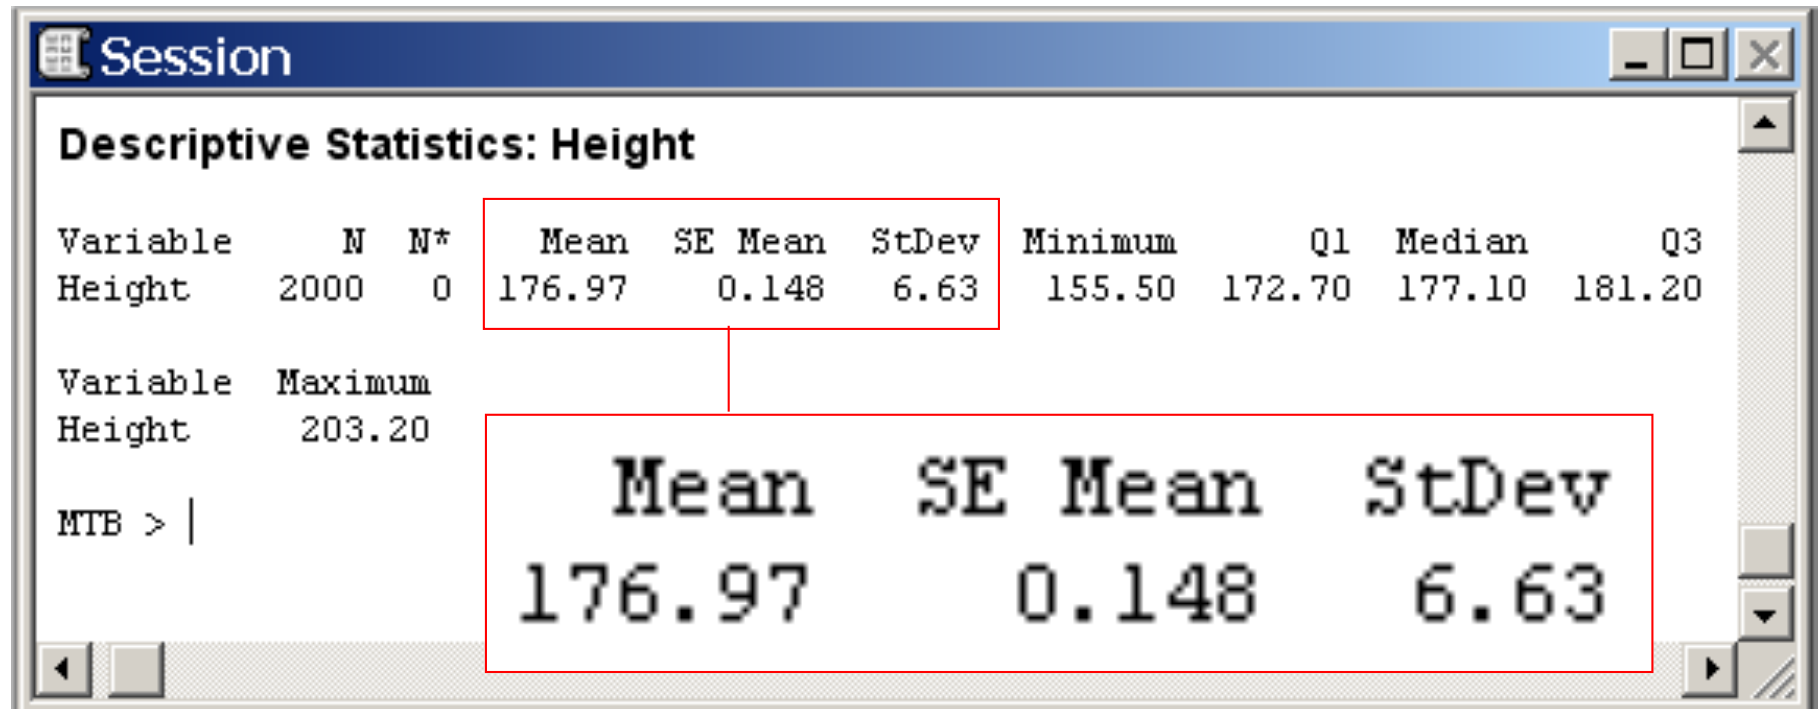 Session
Descriptive Statistics: Height
Variable N N* Mean SE Mean StDev Minimum Q1 Median Q3
Height 2000 0 176.97 0.148 6.63 155.50 172.70 177.10 181.20
Variable Maximum
Height 203.20
MTB >
Mean SE Mean StDev
176.97 0.148 6.63